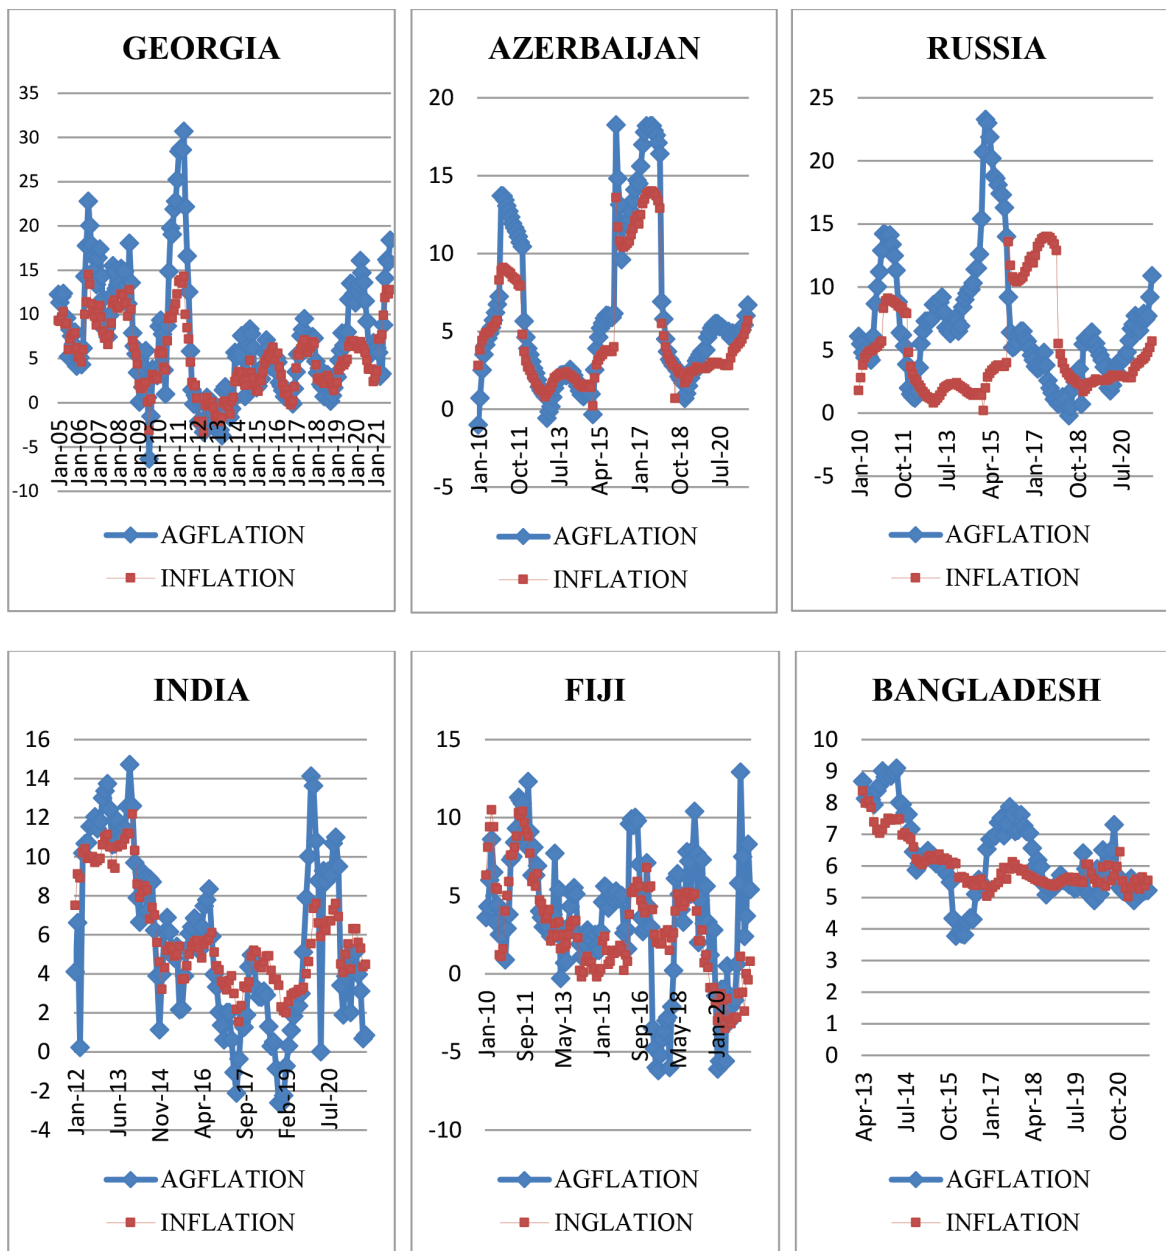 GEORGIA
35
30
25
20
15
10
5
0
-5
-10
Jan-05
Jan-06
Jan-07
Jan-08
Jan-09
Jan-10
Jan-11
Jan-12
Jan-13
Jan-14
Jan-15
Jan-16
Jan-17
Jan-18
Jan-19
Jan-20
Jan-21
AGFLATION
INFLATION
AZERBAIJAN
20
15
10
5
0
-5
Jan-10
Oct-11
Jul-13
Apr-15
Jan-17
Oct-18
Jul-20
AGFLATION
INFLATION
RUSSIA
25
20
15
10
5
0
-5
Jan-10
Oct-11
Jul-13
Apr-15
Jan-17
Oct-18
Jul-20
AGFLATION
INFLATION
INDIA
16
14
12
10
8
6
4
2
0
-2
-4
Jan-12
Jun-13
Nov-14
Apr-16
Sep-17
Feb-19
Jul-20
AGFLATION
INFLATION
FIJI
15
10
5
0
-5
-10
Jan-10
Sep-11
May-13
Jan-15
Sep-16
May-18
Jan-20
AGFLATION
INGLATION
BANGLADESH
10
9
8
7
6
5
4
3
2
1
0
Apr-13
Jul-14
Oct-15
Jan-17
Apr-18
Jul-19
Oct-20
AGFLATION
INFLATION